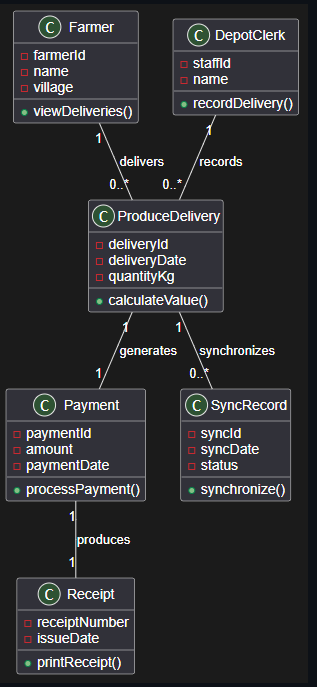 C Farmer
farmerId
name
village
viewDeliveries()
C DepotClerk
staffId
name
recordDelivery()
1
delivers
0..*
1
records
0..*
C ProduceDelivery
deliveryId
deliveryDate
quantityKg
calculateValue()
1
generates
1
1
synchronizes
0..*
C Payment
paymentId
amount
paymentDate
processPayment()
C SyncRecord
syncId
syncDate
status
synchronize()
1
produces
1
C Receipt
receiptNumber
issueDate
printReceipt()